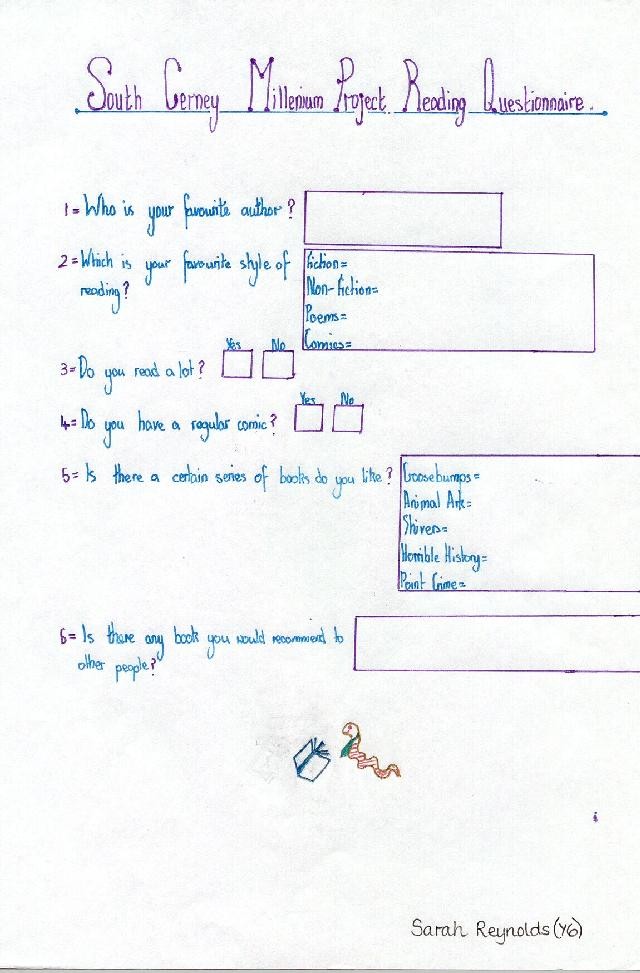 South Cerney Millenium Project Reading Questionnaire.
1= Who is your favourite author?
2= Which is your favourite style of
reading?
Fiction=
Non-Fiction=
Poems=
Comics=
Yes No
3= Do you read a lot?
Yes No
4= Do you have a regular comic?
5= Is there a certain series of books do you like?
Goosebumps=
Animal Ark=
Shivers=
Horrible History=
Point Crime=
6= Is there any book you would recommend to
other people?
Sarah Reynolds (Y6)